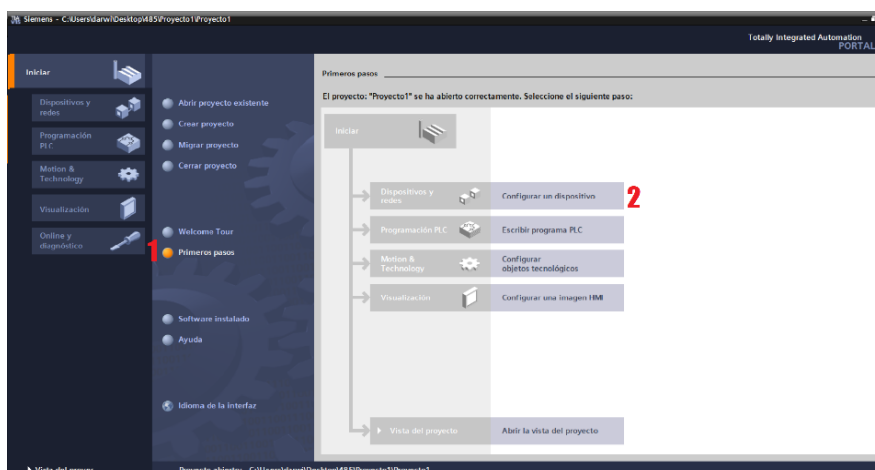 Siemens - C:\Users\darwi\Desktop\485\Proyecto1\Proyecto1
Totally Integrated Automation
PORTAL
Iniciar
Dispositivos y
redes
Programación
PLC
Motion &
Technology
Visualización
Online y
diagnóstico
Abrir proyecto existente
Crear proyecto
Migrar proyecto
Cerrar proyecto
Welcome Tour
1
Primeros pasos
Software instalado
Ayuda
Idioma de la interfaz
Primeros pasos
El proyecto: "Proyecto1" se ha abierto correctamente. Seleccione el siguiente paso:
Iniciar
Dispositivos y
redes
Configurar un dispositivo
2
Programación PLC
Escribir programa PLC
Motion &
Technology
Configurar
objetos tecnológicos
Visualización
Configurar una imagen HMI
Vista del proyecto
Abrir la vista del proyecto